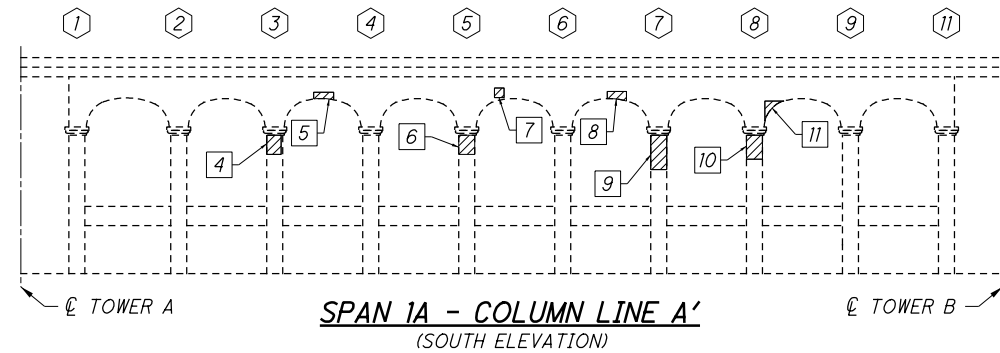 1 2 3 4 5 6 7 8 9 11
5 7 8
4 6 9 10 11
℄ TOWER A
℄ TOWER B
SPAN 1A - COLUMN LINE A'
(SOUTH ELEVATION)